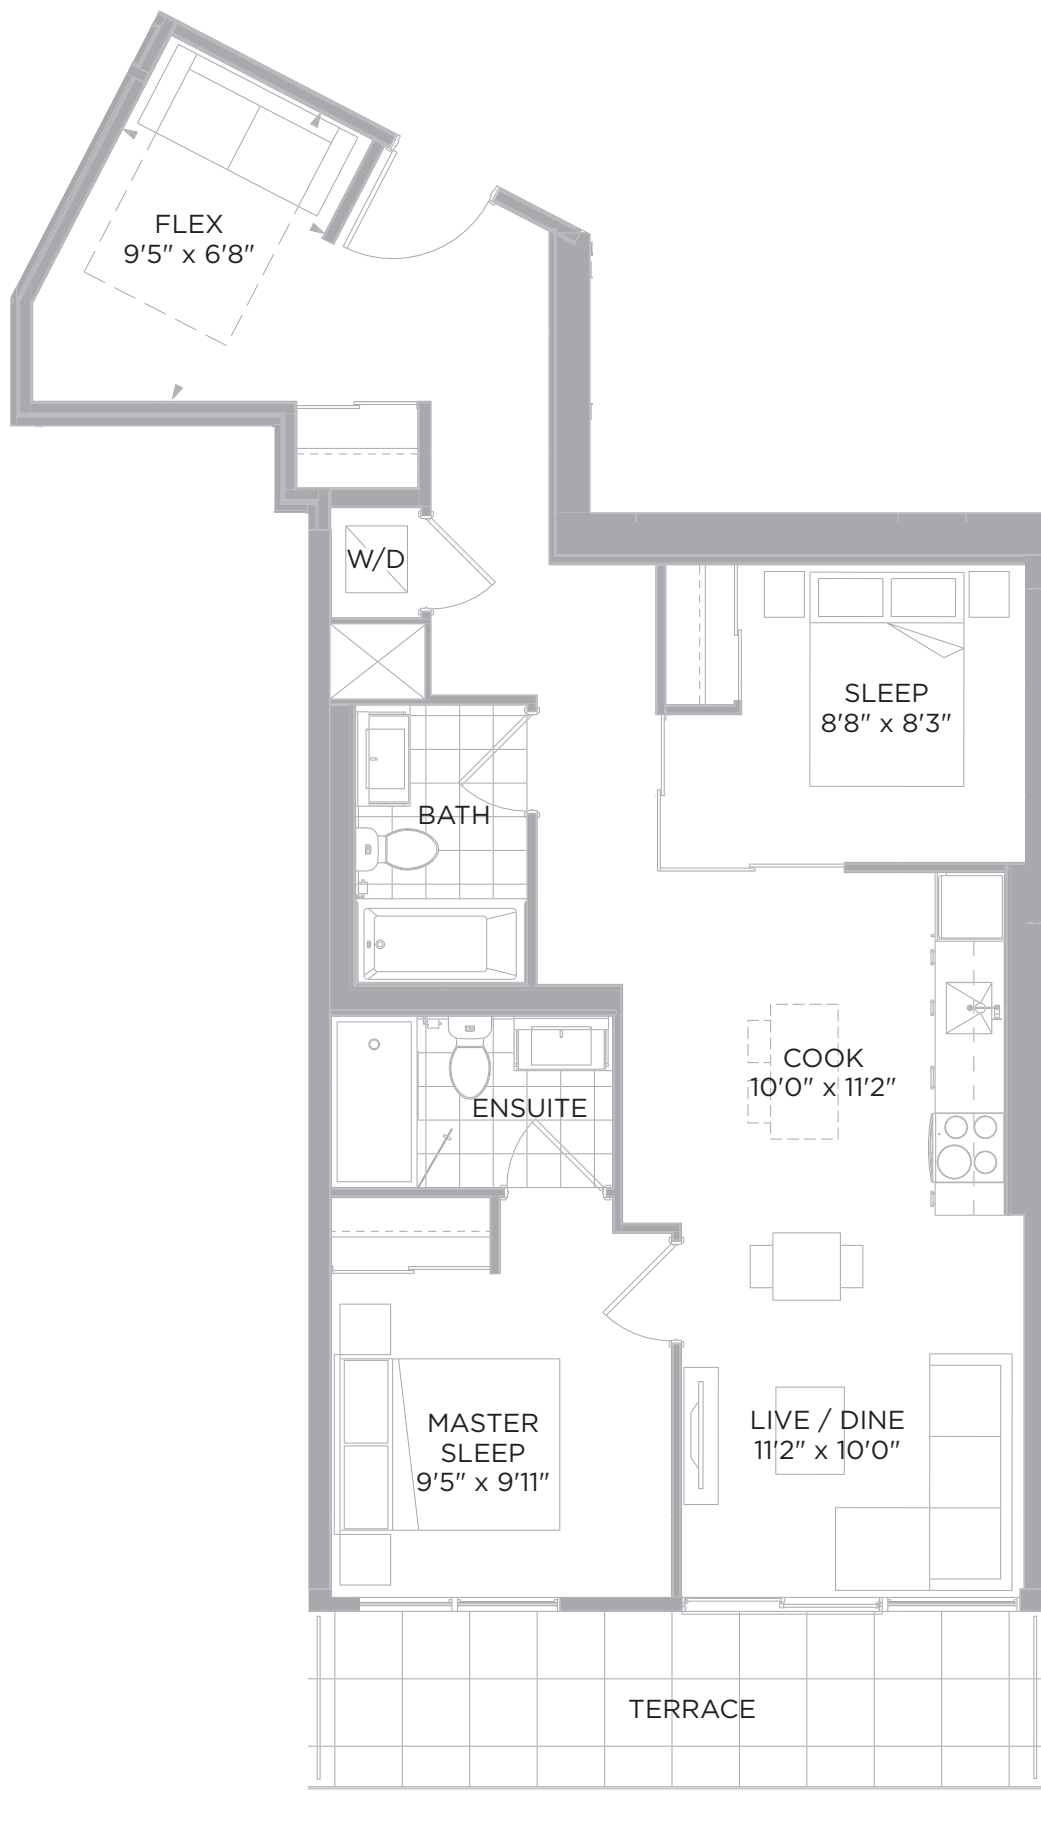 FLEX
9'5" x 6'8"
W/D
SLEEP
8'8" x 8'3"
BATH
COOK
10'0" x 11'2"
ENSUITE
MASTER
SLEEP
9'5" x 9'11"
LIVE / DINE
11'2" x 10'0"
TERRACE